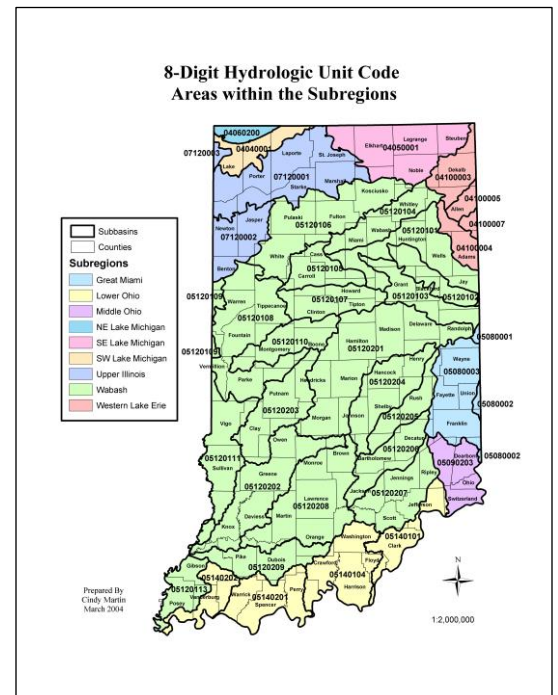 8-Digit Hydrologic Unit Code
Areas within the Subregions
04060200
04040001
07120003
Lake
Porter
Laporte
St. Joseph
07120001
Elkhart
Lagrange
Steuben
04050001
Noble
Dekalb
04100003
04100005
Allen
04100007
04100004
Adams
Starke
Marshall
Kosciusko
Whitley
05120104
Newton
Jasper
07120002
Benton
Pulaski
Fulton
05120106
Wabash
05120101
Huntington
Miami
Wells
White
Cass
05120105
Carroll
Grant
05120103
Jay
05120102
Howard
05120107
Tipton
Clinton
05120109
Warren
Tippecanoe
05120108
Fountain
Montgomery
05120110
Boone
Hamilton
05120201
Madison
Delaware
Randolph
05080001
Vermillion
Parke
Putnam
05120203
Hendricks
Marion
Hancock
05120204
Henry
Wayne
05080003
Fayette
Union
05080002
Franklin
Rush
Shelby
05120205
Johnson
Morgan
Vigo
Clay
Owen
05120111
Sullivan
Greene
05120202
Monroe
Brown
Bartholomew
Decatur
05120206
Ripley
Dearborn
05090203
05080002
Ohio
Switzerland
Jennings
Jackson
05120207
Jefferson
Scott
Lawrence
05120208
Daviess
Martin
Knox
Orange
Washington
05140101
Clark
Floyd
05140104
Harrison
Crawford
Pike
Dubois
05120209
Gibson
05140202
05120113
Posey
Vanderburg
Warrick
05140201
Spencer
Perry
Subbasins
Counties
Subregions
Great Miami
Lower Ohio
Middle Ohio
NE Lake Michigan
SE Lake Michigan
SW Lake Michigan
Upper Illinois
Wabash
Western Lake Erie
Prepared By
Cindy Martin
March 2004
N
1:2,000,000